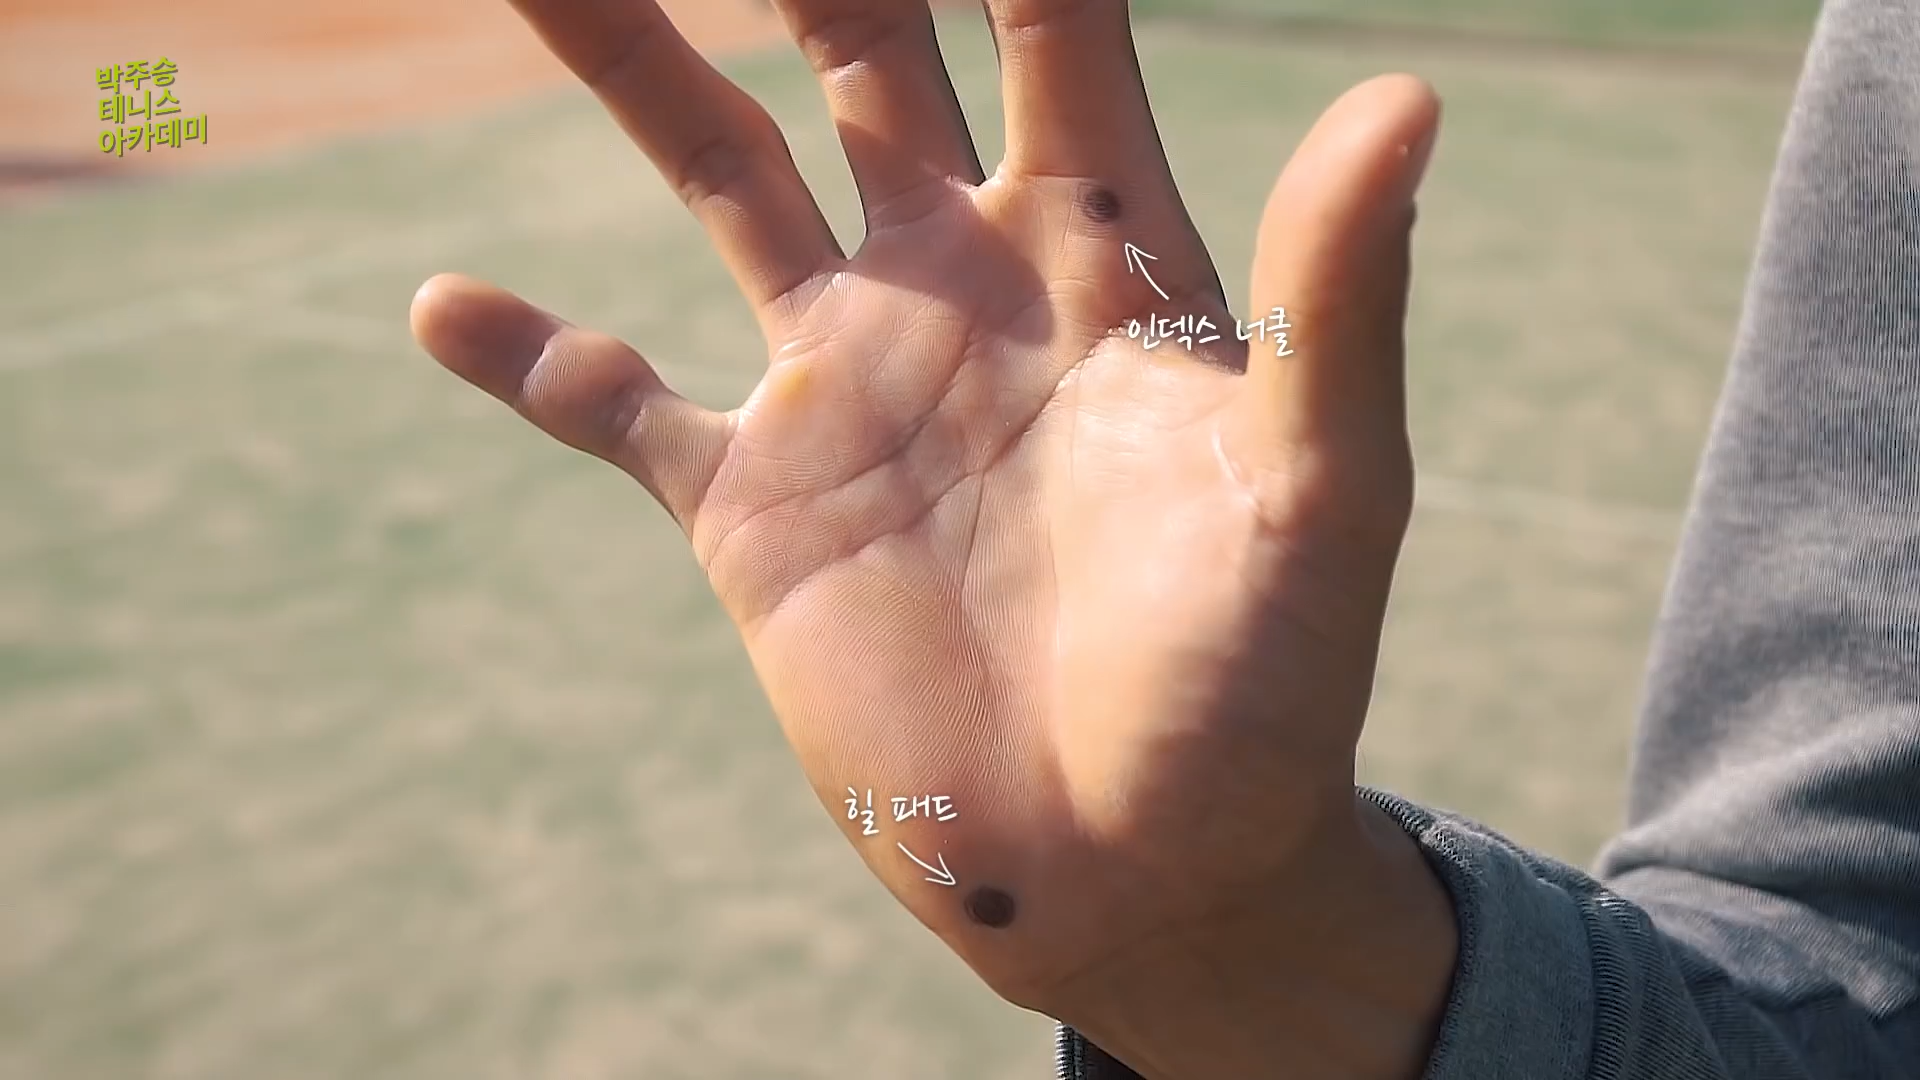 박주승
테니스
아카데미
인덱스 너클
힐 패드